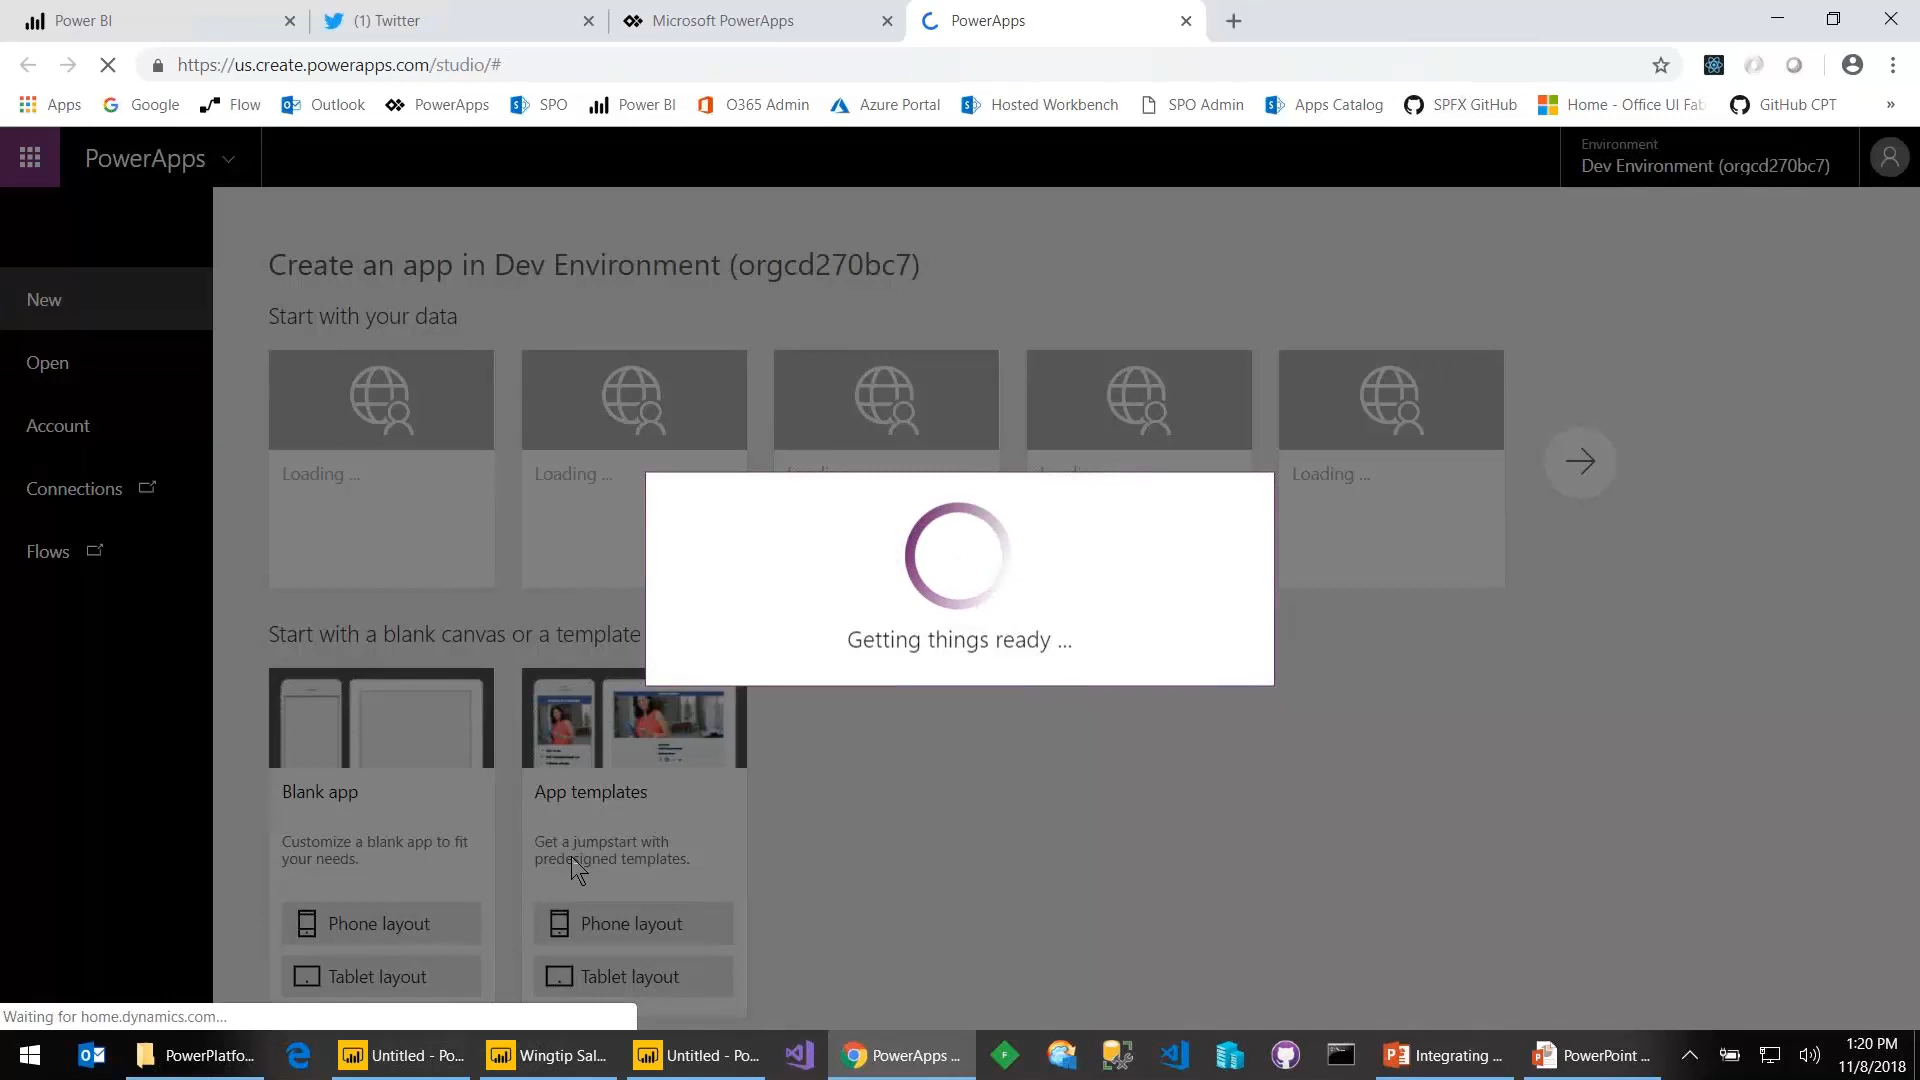 Power BI
(1) Twitter
Microsoft PowerApps
PowerApps
https://us.create.powerapps.com/studio/#
Apps
Google
Flow
Outlook
PowerApps
SPO
Power BI
O365 Admin
Azure Portal
Hosted Workbench
SPO Admin
Apps Catalog
SPFX GitHub
Home - Office UI Fab
GitHub CPT
»
PowerApps
Environment
Dev Environment (orgcd270bc7)
New
Open
Account
Connections
Flows
Create an app in Dev Environment (orgcd270bc7)
Start with your data
Loading ...
Loading ...
Loading ...
Getting things ready ...
Start with a blank canvas or a template
Blank app
Customize a blank app to fit
your needs.
Phone layout
Tablet layout
App templates
Get a jumpstart with
predesigned templates.
Phone layout
Tablet layout
Waiting for home.dynamics.com...
PowerPlatfo...
Untitled - Po...
Wingtip Sal...
Untitled - Po...
PowerApps ...
Integrating ...
PowerPoint ...
1:20 PM
11/8/2018